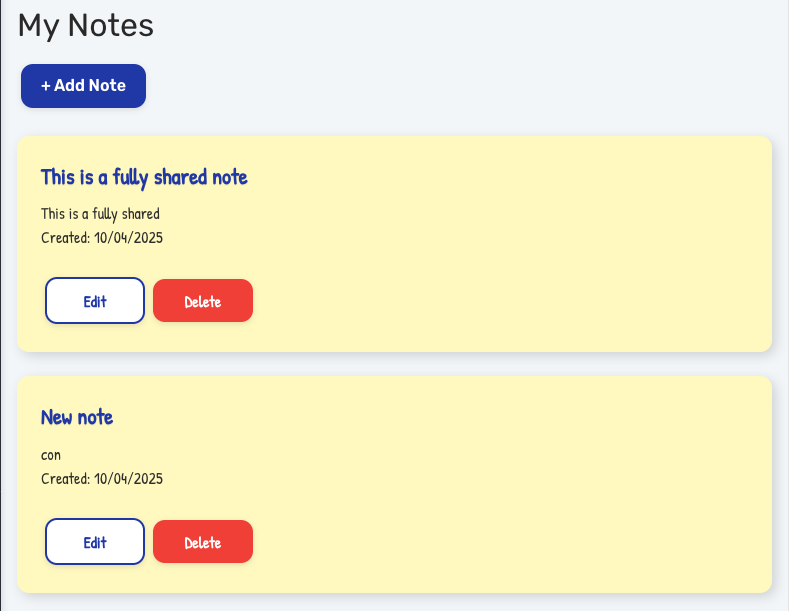 My Notes
+ Add Note
This is a fully shared note
This is a fully shared
Created: 10/04/2025
Edit
Delete
New note
con
Created: 10/04/2025
Edit
Delete